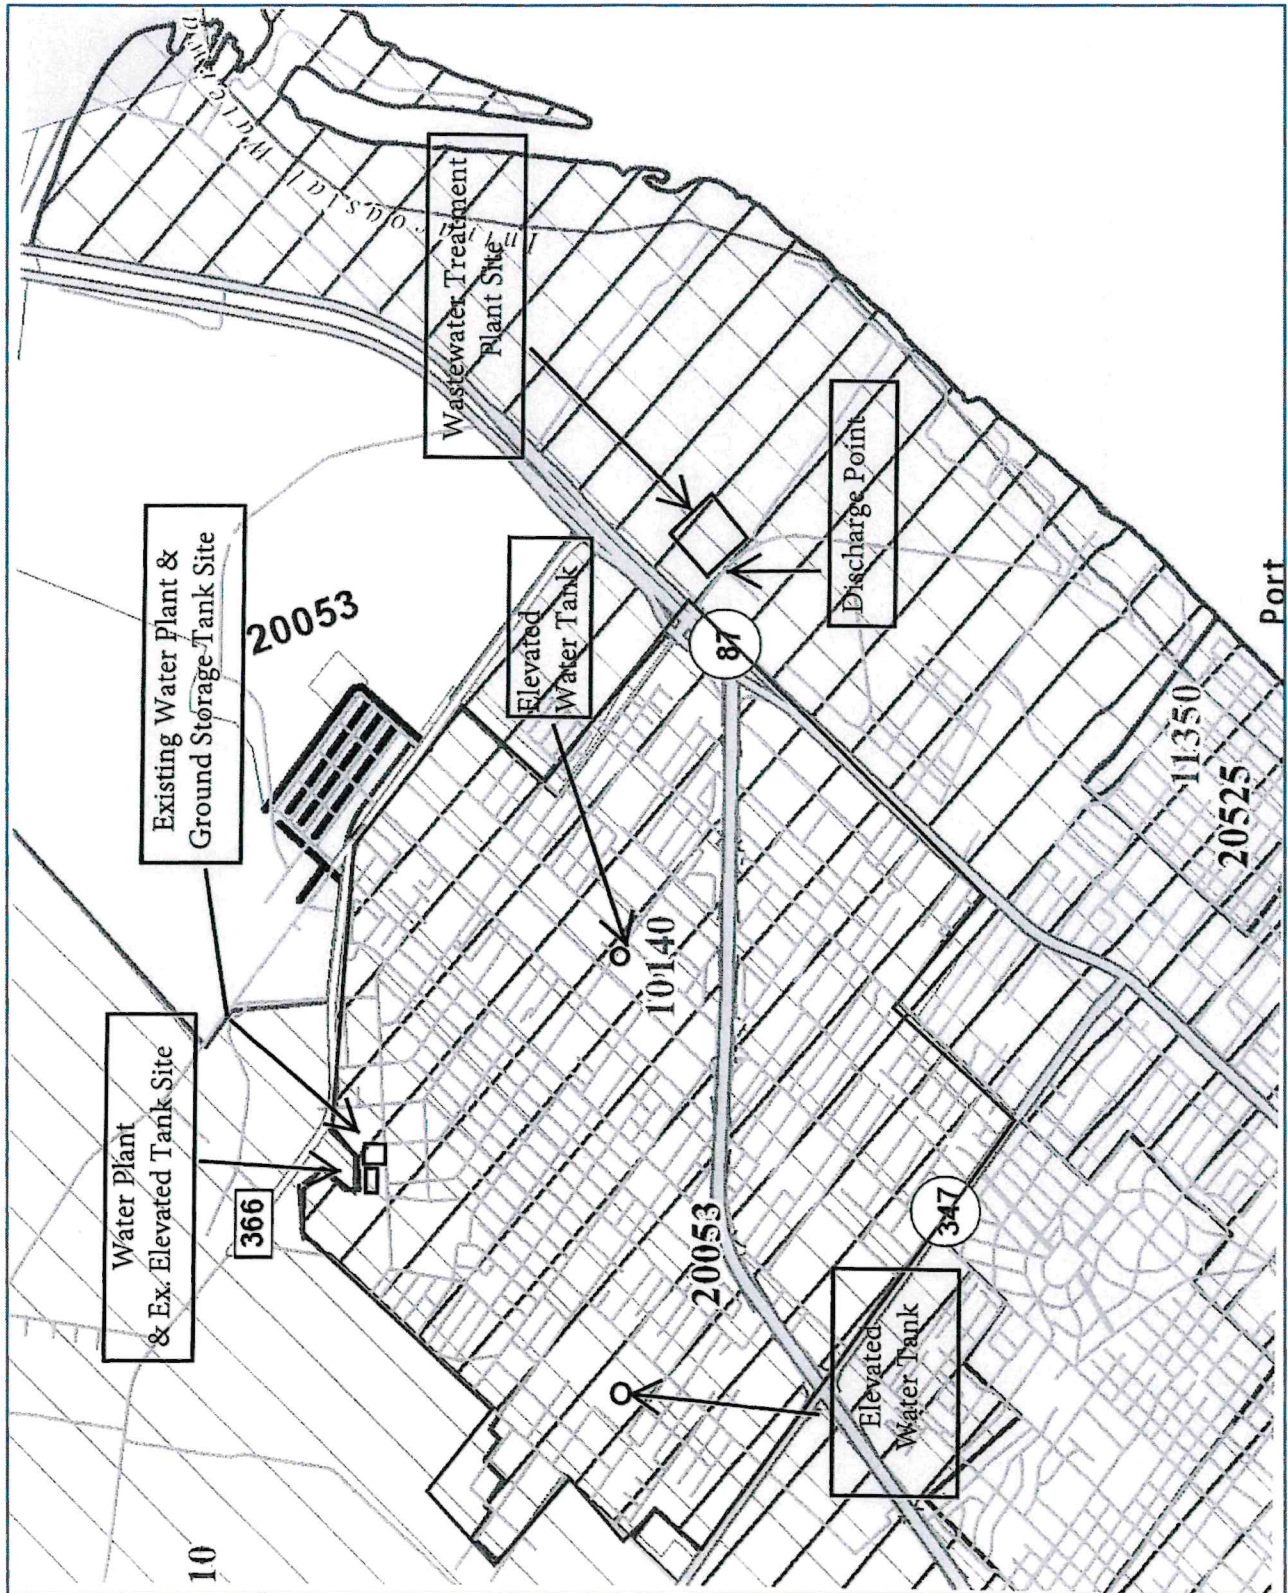 10
Water Plant
& Ex. Elevated Tank Site
366
Existing Water Plant &
Ground Storage Tank Site
20053
Elevated
Water Tank
10140
Wastewater Treatment
Plant Site
Discharge Point
87
20053
347
Elevated
Water Tank
11350
20525
Port